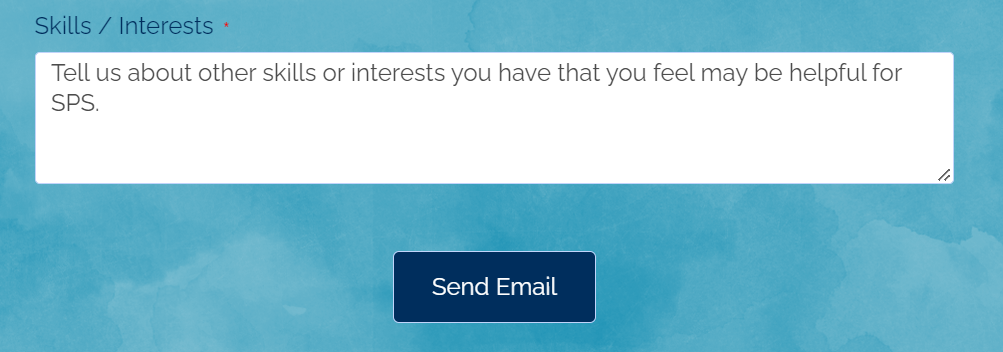 Skills / Interests *
Tell us about other skills or interests you have that you feel may be helpful for
SPS.
Send Email